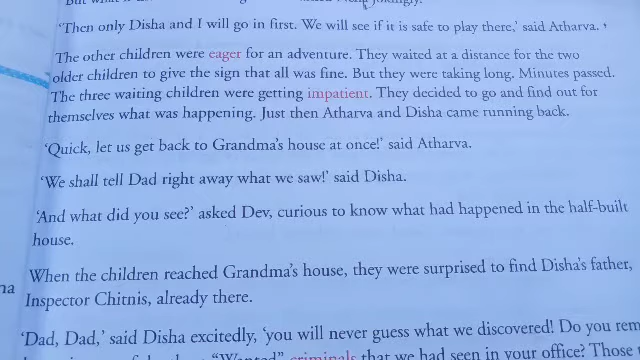 'Then only Disha and I will go in first. We will see if it is safe to play there,' said Atharva.
The other children were eager for an adventure. They waited at a distance for the two
older children to give the sign that all was fine. But they were taking long. Minutes passed.
The three waiting children were getting impatient. They decided to go and find out for
themselves what was happening. Just then Atharva and Disha came running back.
'Quick, let us get back to Grandma's house at once!' said Atharva.
'We shall tell Dad right away what we saw!' said Disha.
'And what did you see?' asked Dev, curious to know what had happened in the half-built
house.
When the children reached Grandma's house, they were surprised to find Disha's father,
Inspector Chitnis, already there.
'Dad, Dad,' said Disha excitedly, 'you will never guess what we discovered! Do you rem
"Wanted" criminals that we had seen in your office? Those